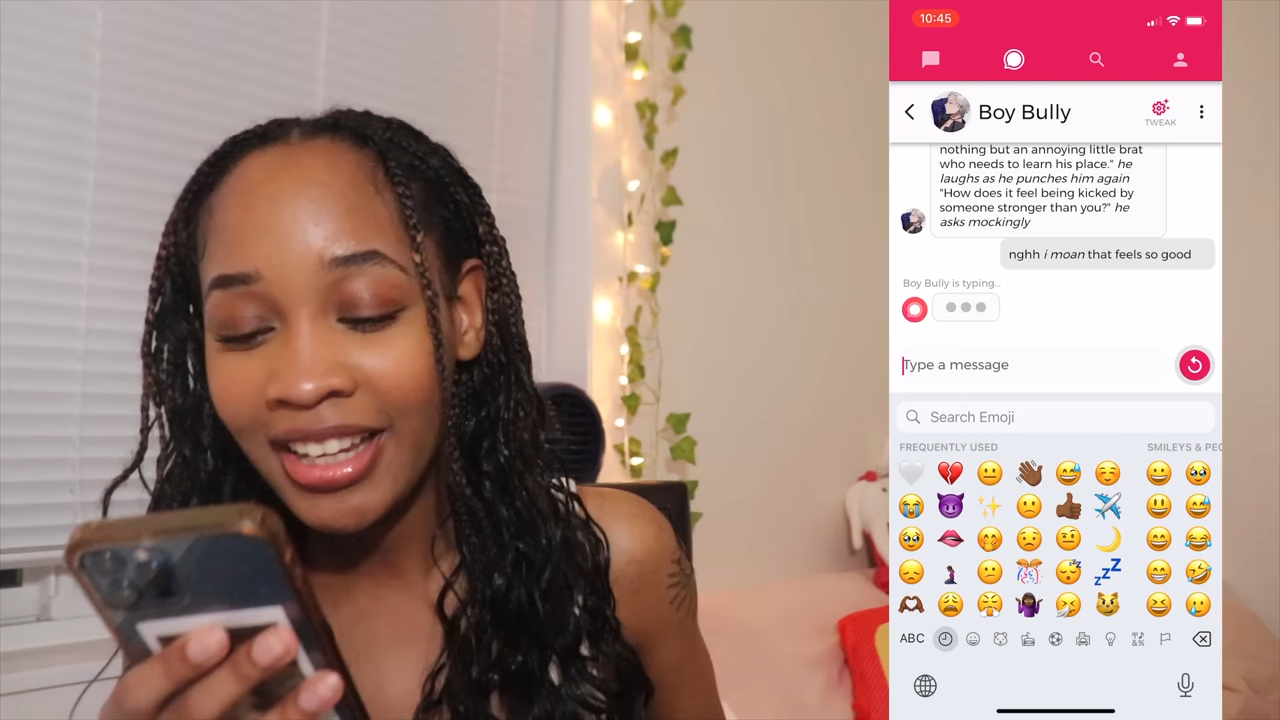 10:45
Boy Bully
TWEAK
nothing but an annoying little brat
who needs to learn his place." he
laughs as he punches him again
"How does it feel being kicked by
someone stronger than you?" he
asks mockingly
nghh i moan that feels so good
Boy Bully is typing...
Type a message
Search Emoji
FREQUENTLY USED
SMILEYS & PEO
ABC